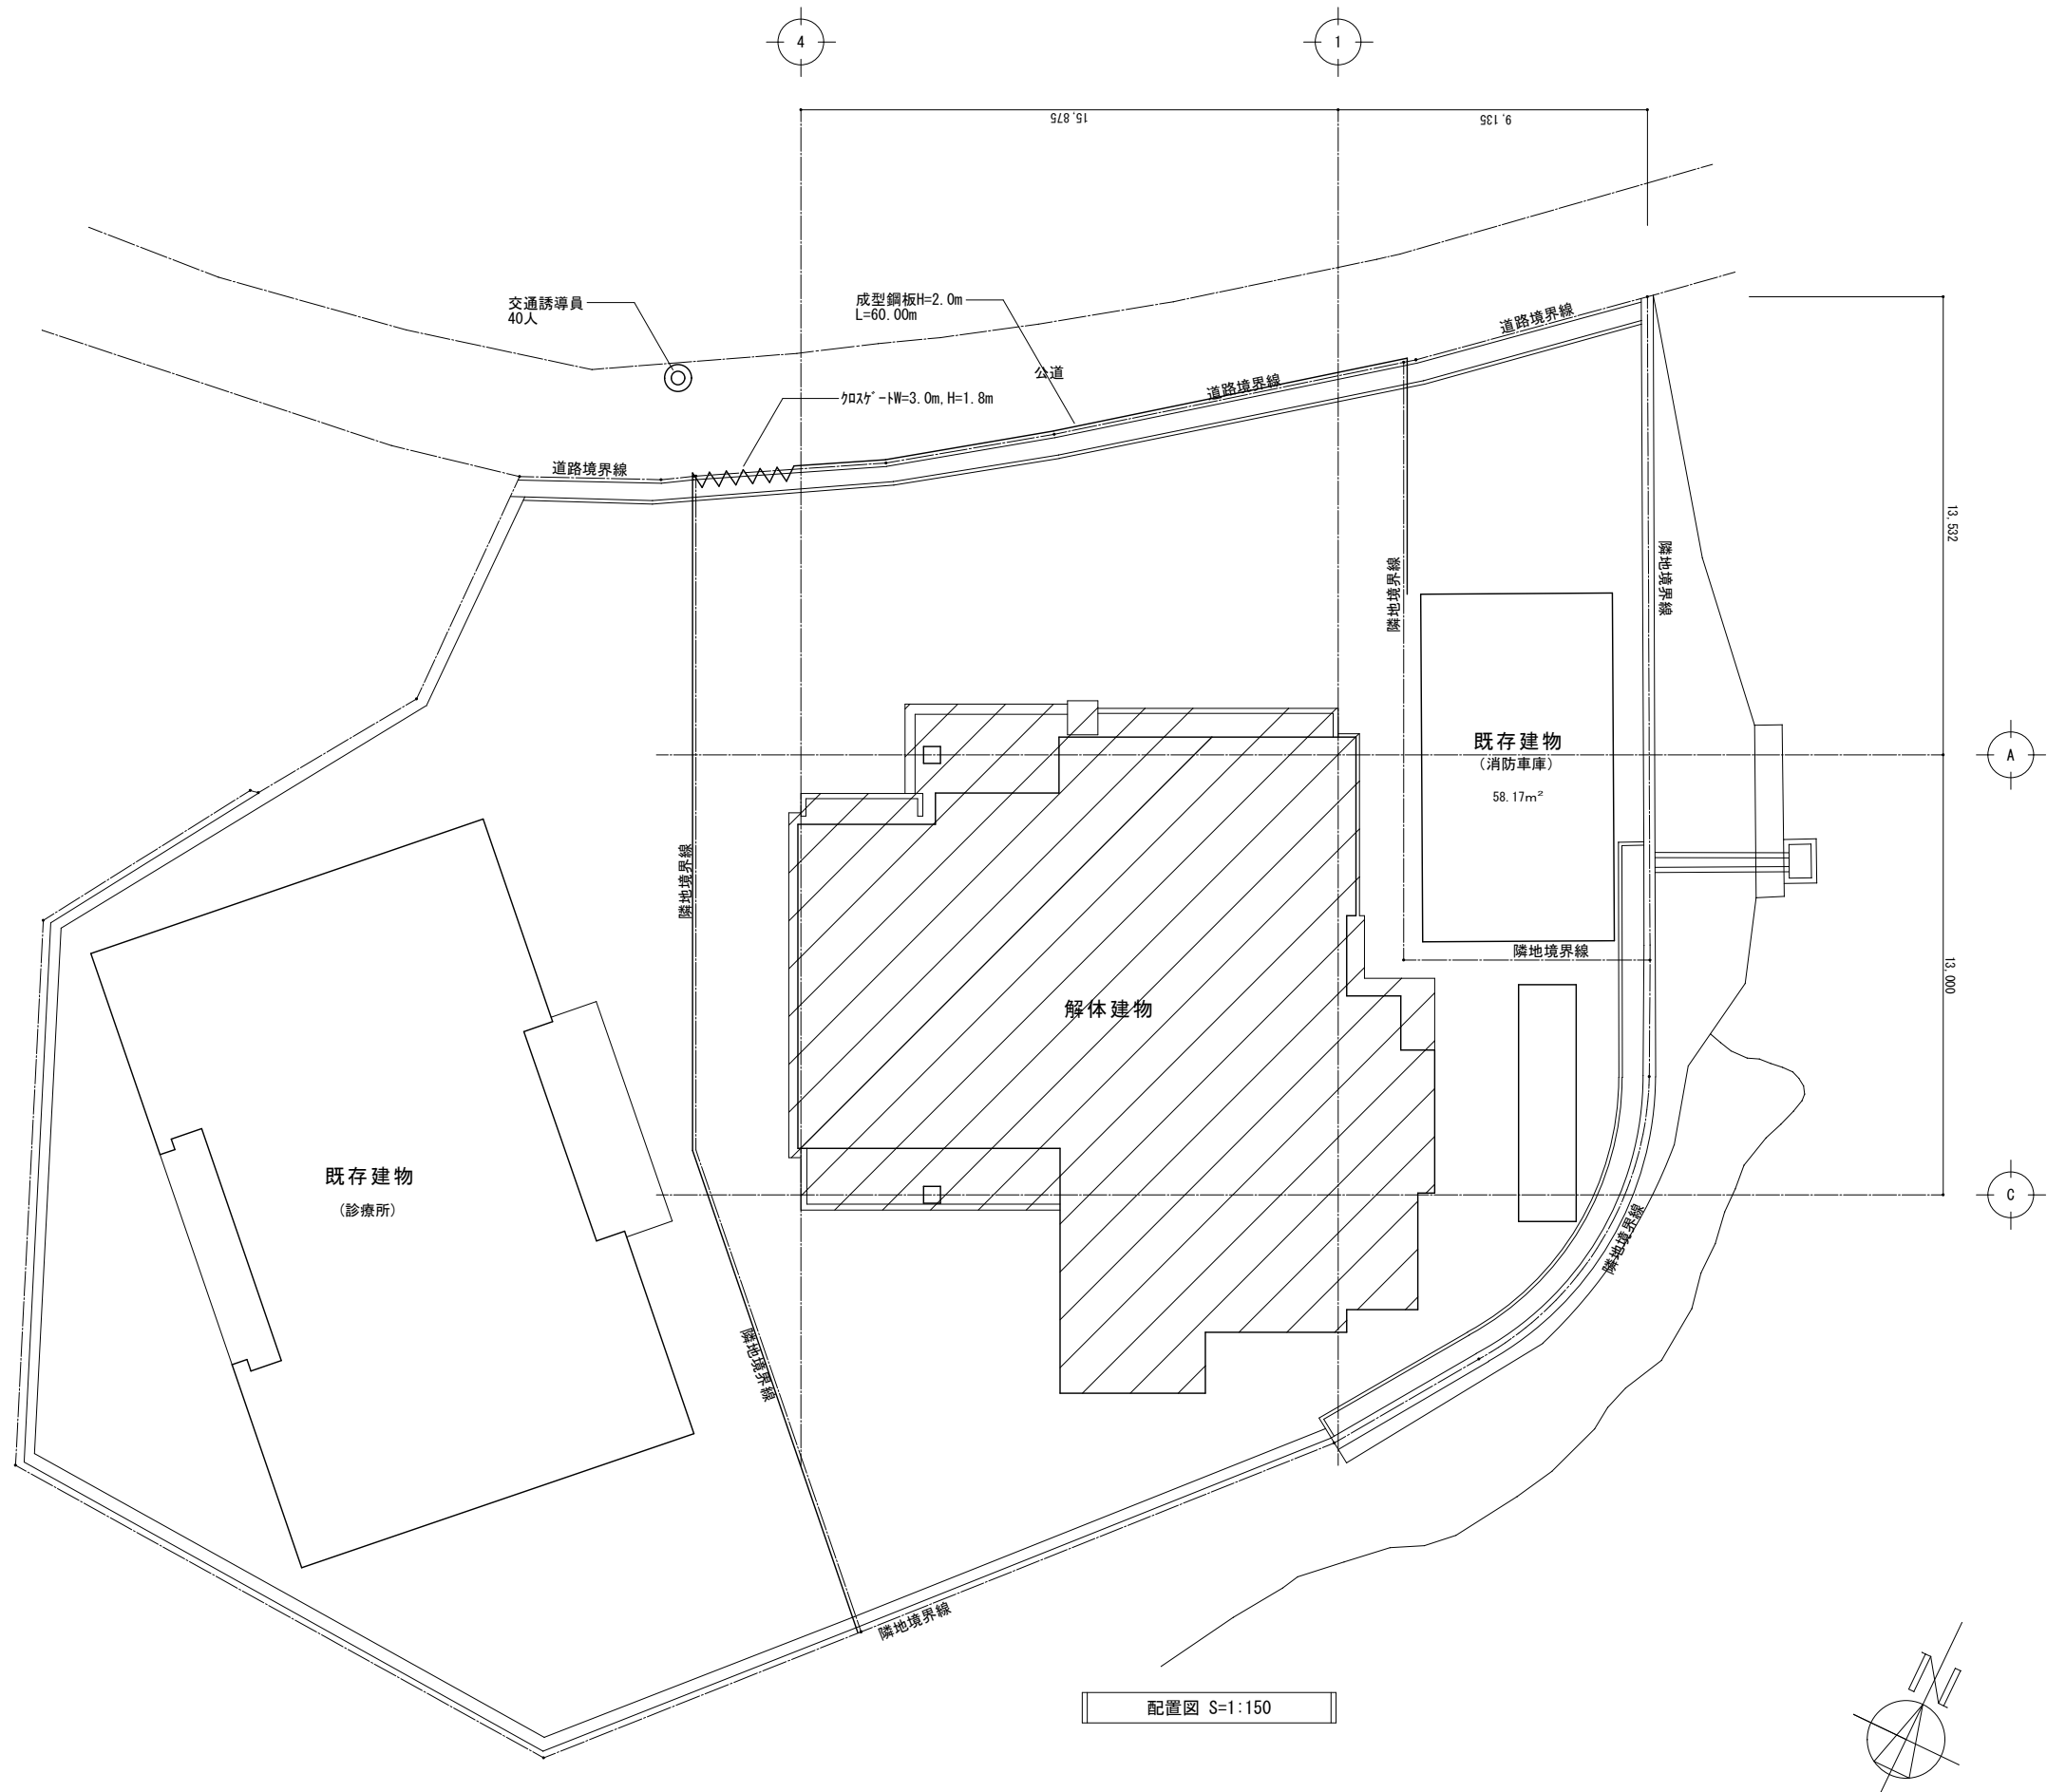 4
1
15.875
9.135
交通誘導員
40人
成型鋼板H=2.0m
L=60.00m
公道
ｸﾛｽｹﾞｰﾄW=3.0m,H=1.8m
道路境界線
道路境界線
道路境界線
13,532
隣地境界線
隣地境界線
既存建物
(消防車庫)
58.17m²
A
隣地境界線
隣地境界線
13,000
解体建物
既存建物
(診療所)
C
隣地境界線
隣地境界線
隣地境界線
配置図 S=1:150
N